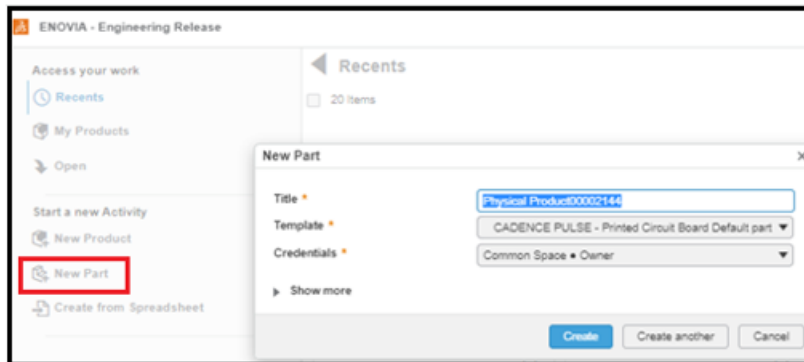 ENOVIA - Engineering Release
Access your work
Recents
My Products
Open
Start a new Activity
New Product
New Part
Create from Spreadsheet
Recents
20 Items
New Part
Title *
Physical Product00002144
Template *
CADENCE PULSE - Printed Circuit Board Default part
Credentials *
Common Space • Owner
Show more
Create
Create another
Cancel